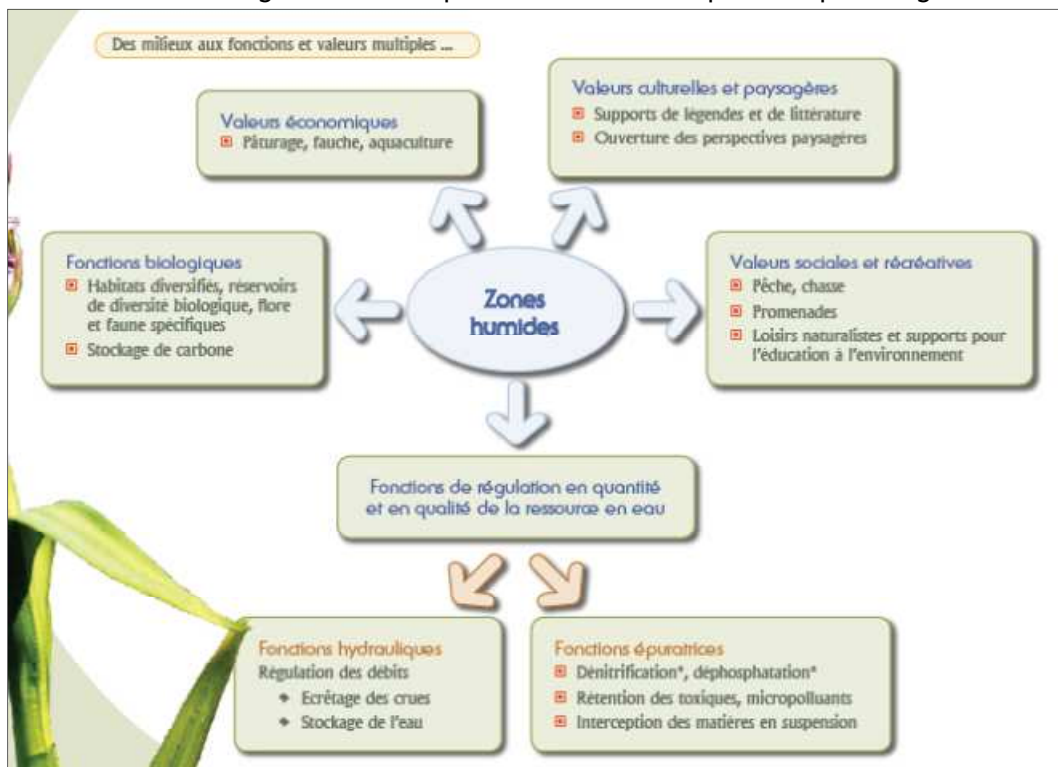 Des milieux aux fonctions et valeurs multiples ...
Valeurs économiques
Pâturage, fauche, aquaculture
Valeurs culturelles et paysagères
Supports de légendes et de littérature
Ouverture des perspectives paysagères
Fonctions biologiques
Habitats diversifiés, réservoirs
de diversité biologique, flore
et faune spécifiques
Stockage de carbone
Zones
humides
Valeurs sociales et récréatives
Pêche, chasse
Promenades
Loisirs naturalistes et supports pour
l'éducation à l'environnement
Fonctions de régulation en quantité
et en qualité de la ressource en eau
Fonctions hydrauliques
Régulation des débits
Ecrêtage des crues
Stockage de l'eau
Fonctions épuratrices
Dénitrification*, déphosphatation*
Rétention des toxiques, micropolluants
Interception des matières en suspension